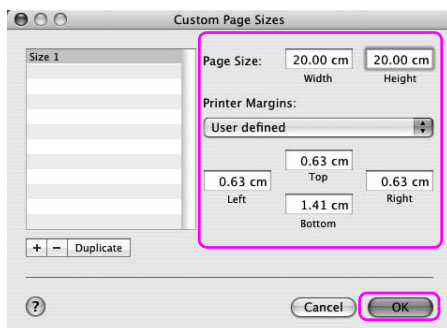 Custom Page Sizes
Size 1
Page Size:
20.00 cm
20.00 cm
Width
Height
Printer Margins:
User defined
0.63 cm
Top
0.63 cm
Left
0.63 cm
Right
1.41 cm
Bottom
+ − Duplicate
?
Cancel
OK